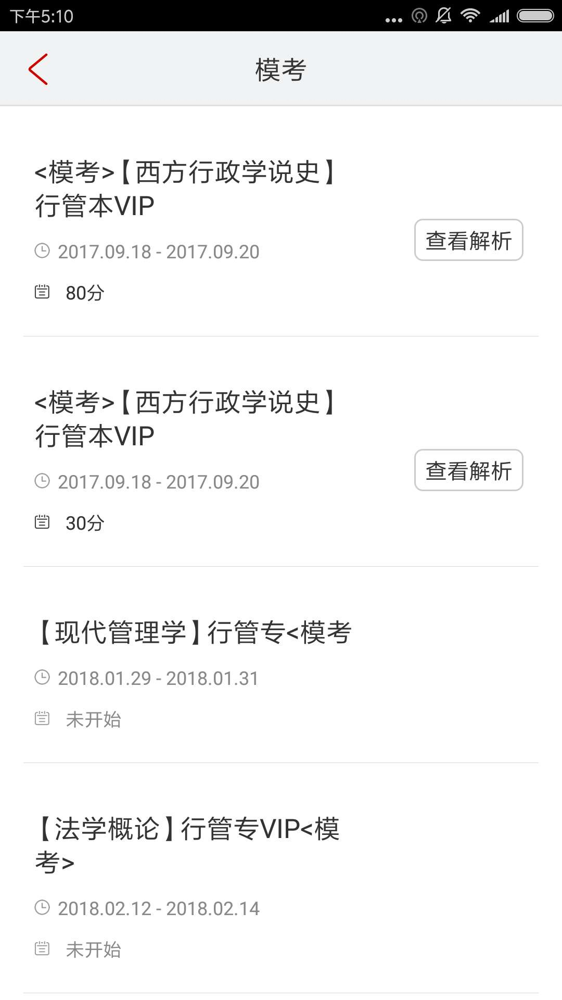 下午5:10
模考
<模考>【西方行政学说史】
行管本VIP
2017.09.18 - 2017.09.20
查看解析
80分
<模考>【西方行政学说史】
行管本VIP
2017.09.18 - 2017.09.20
查看解析
30分
【现代管理学】行管专<模考
2018.01.29 - 2018.01.31
未开始
【法学概论】行管专VIP<模
考>
2018.02.12 - 2018.02.14
未开始